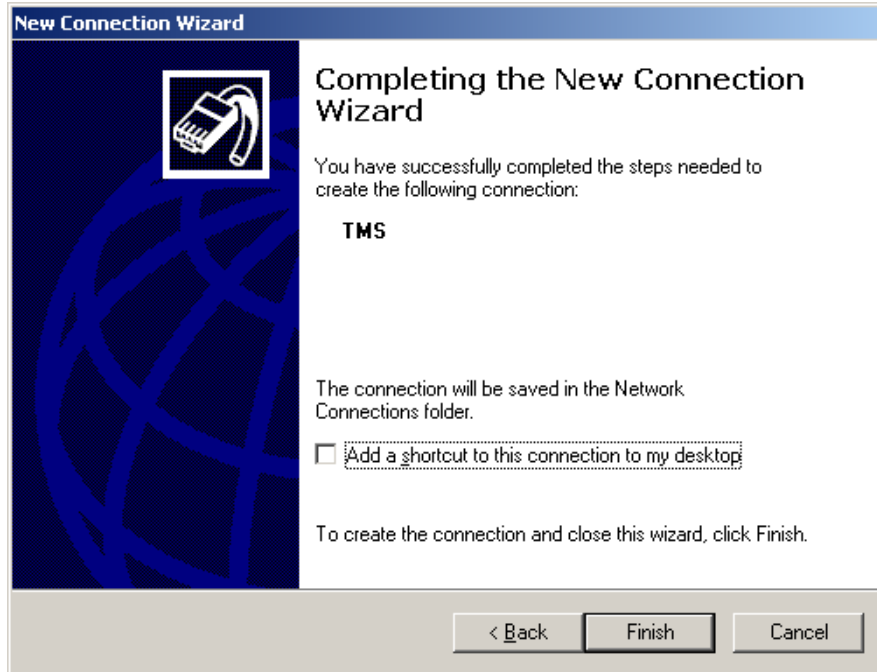 New Connection Wizard
Completing the New Connection
Wizard
You have successfully completed the steps needed to
create the following connection:
TMS
The connection will be saved in the Network
Connections folder.
Add a shortcut to this connection to my desktop
To create the connection and close this wizard, click Finish.
< Back Finish Cancel